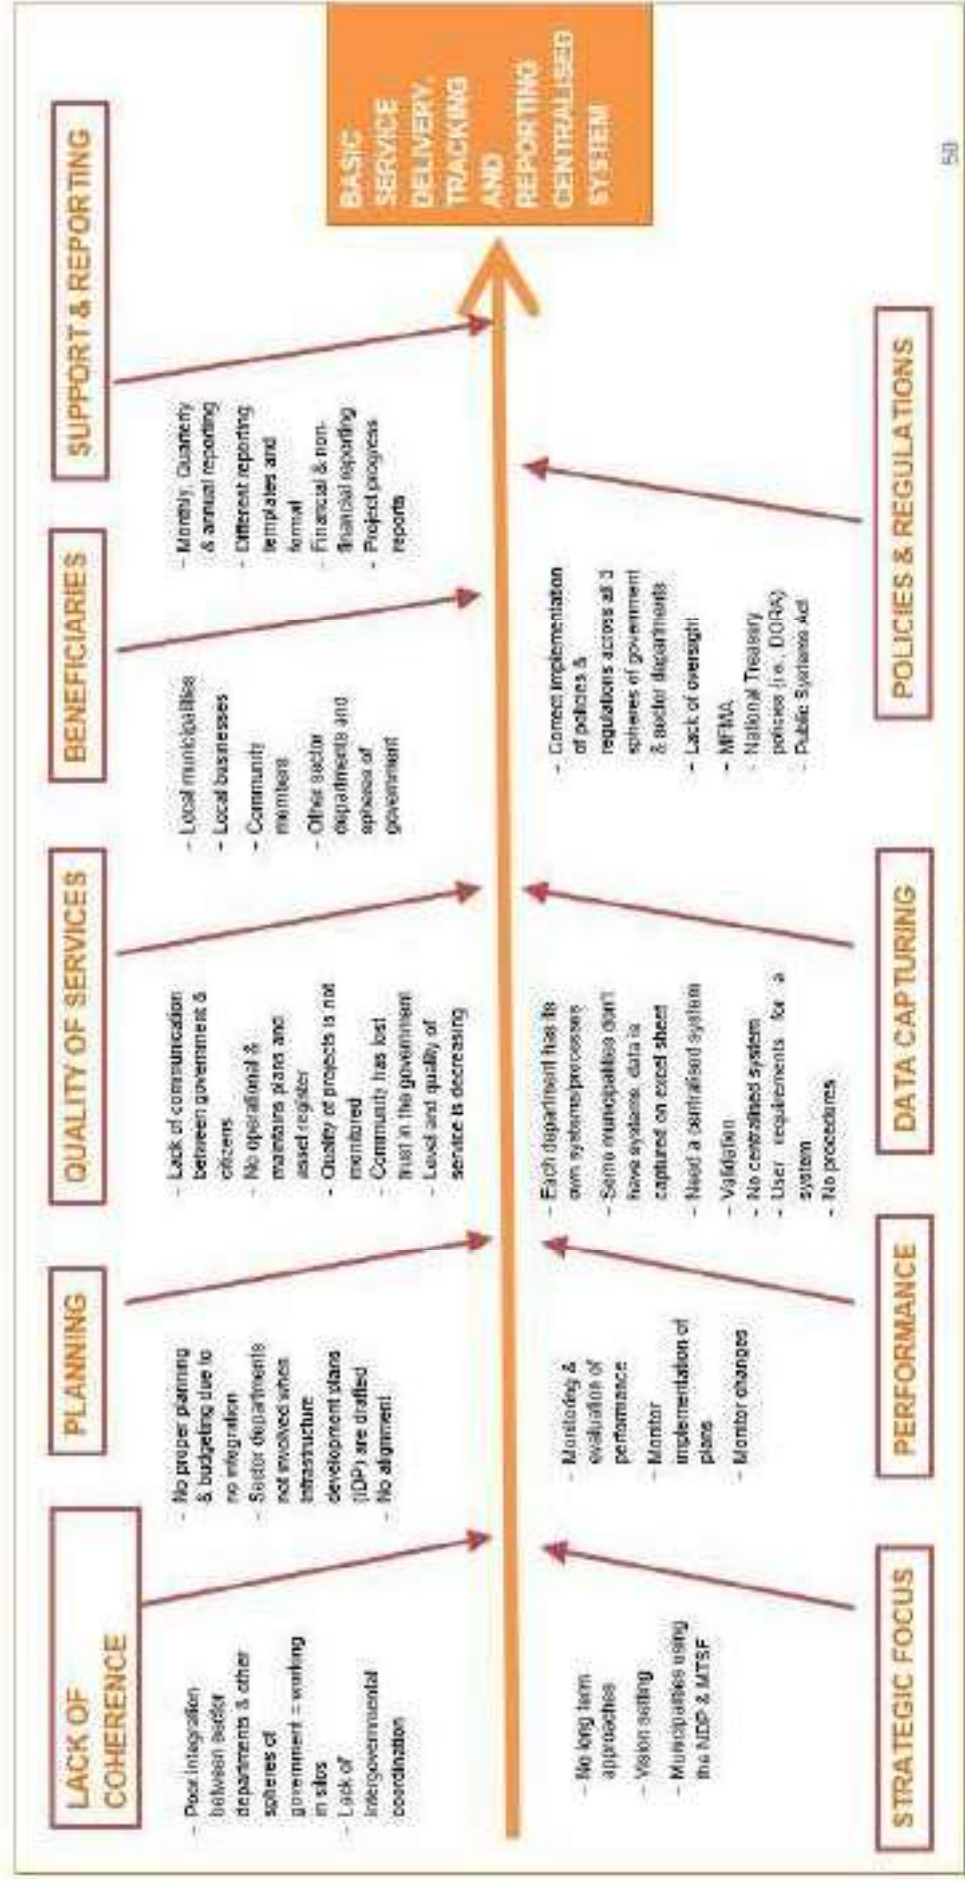 LACK OF
COHERENCE
- Poor integration
between sector
departments & other
spheres of
government = working
in silos
- Lack of
intergovernmental
coordination
PLANNING
- No proper planning
& budgeting due to
no integration
- Sector departments
not involved when
Infrastructure
development plans
(IDP) are drafted
- No alignment
QUALITY OF SERVICES
- Lack of communication
between government &
citizens
- No operational &
maintains plans and
asset register
- Quality of projects is not
monitored
- Community has lost
trust in the government
- Level and quality of
service is decreasing
BENEFICIARIES
- Local municipalities
- Local businesses
- Community
members
- Other sector
departments and
spheres of
government
SUPPORT & REPORTING
- Monthly, Quarterly
& annual reporting
- Different reporting
templates and
format
- Financial & non-
financial reporting
- Project progress
reports
BASIC
SERVICE
DELIVERY,
TRACKING
AND
REPORTING
CENTRALISED
SYSTEM
STRATEGIC FOCUS
- No long term
approaches
- Vision setting
- Municipalities using
the NDP & MTSF
PERFORMANCE
- Monitoring &
evaluation of
performance
- Monitor
implementation of
plans
- Monitor changes
DATA CAPTURING
- Each department has its
own systems/processes
- Some municipalities don't
have systems, data is
captured on excel sheet
- Need a centralised system
- Validation
- No centralised system
- User requirements for a
system
- No procedures
POLICIES & REGULATIONS
- Correct implementation
of policies &
regulations across all 3
spheres of government
& sector departments
- Lack of oversight
- MFMA
- National Treasury
policies (i.e., DORA)
- Public Systems Act